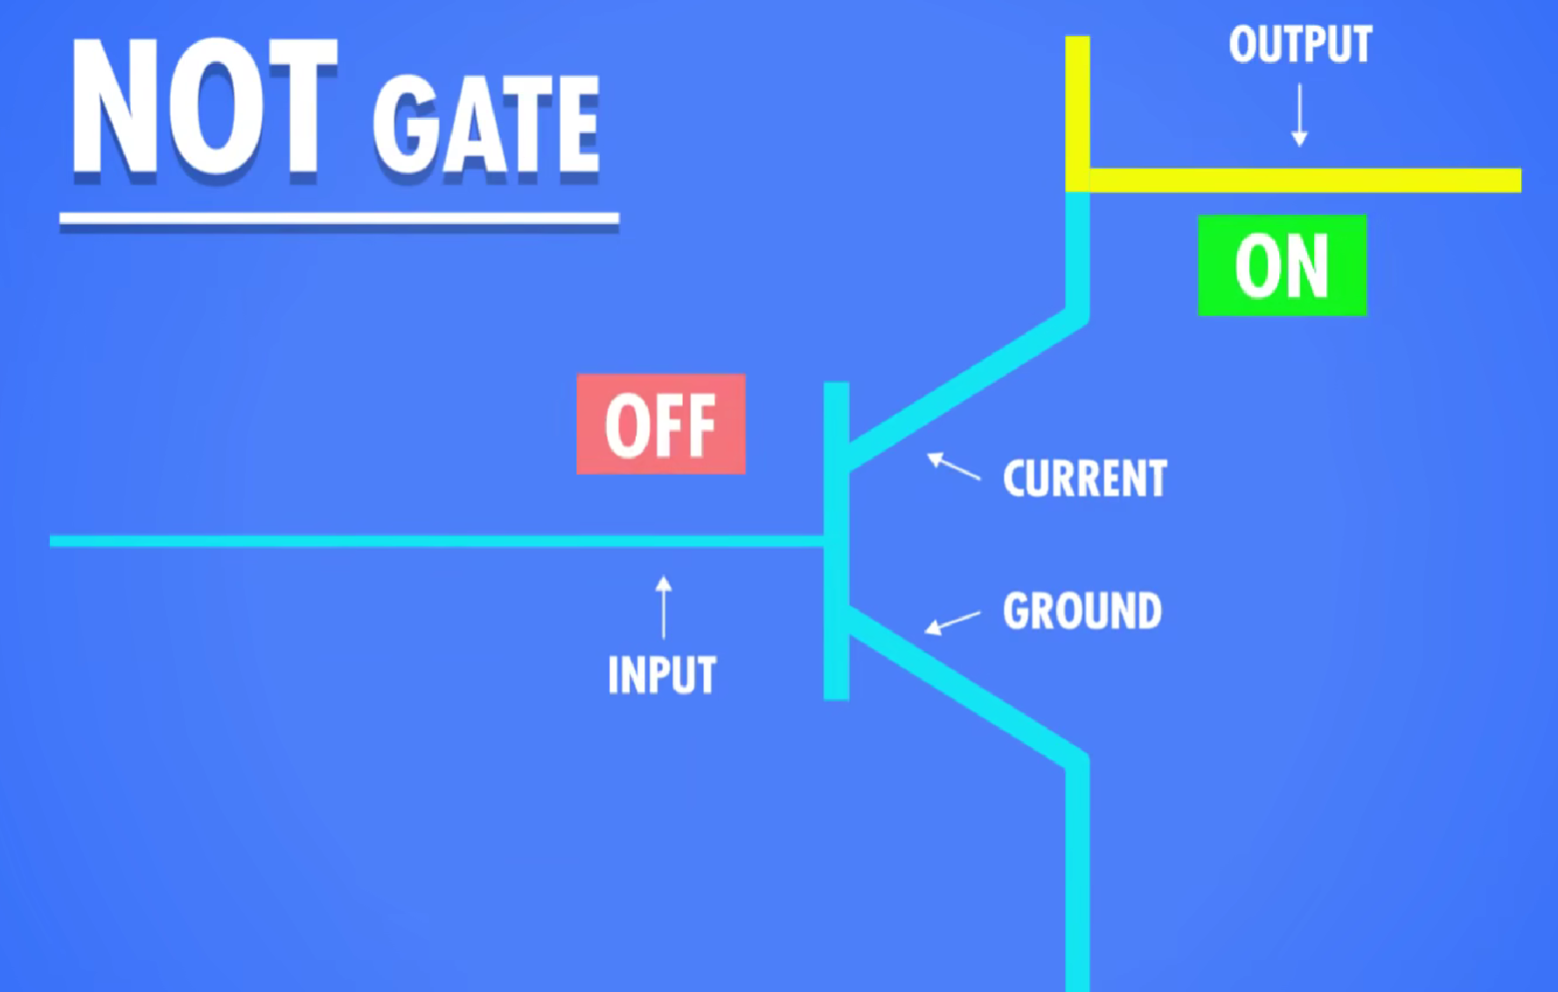 NOT GATE
OUTPUT
ON
OFF
CURRENT
GROUND
INPUT